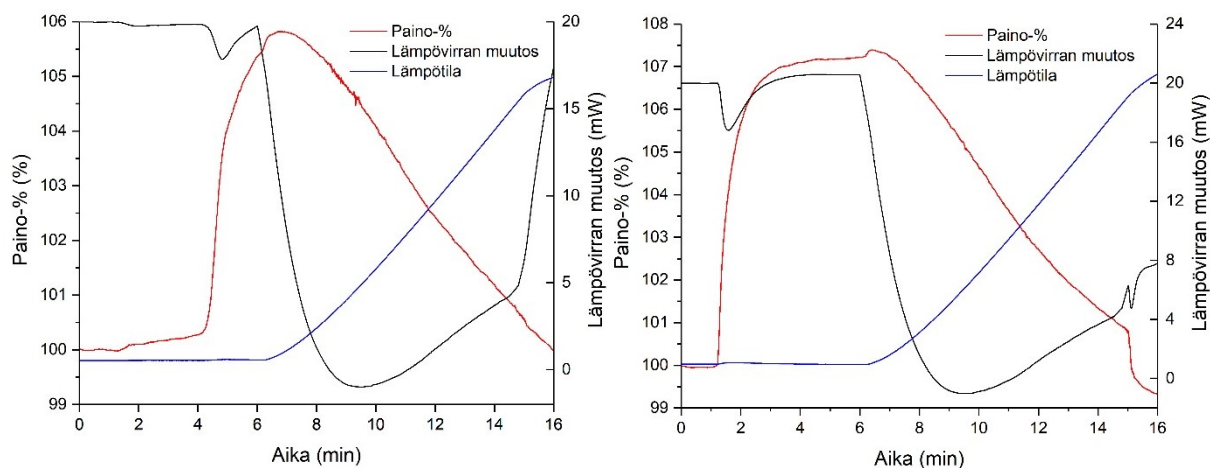 106
105
104
103
102
101
100
99
Paino-% (%)
0 2 4 6 8 10 12 14 16
Aika (min)
20
15
10
5
0
Lämpövirran muutos (mW)
Paino-%
Lämpövirran muutos
Lämpötila
108
107
106
105
104
103
102
101
100
99
Paino-% (%)
0 2 4 6 8 10 12 14 16
Aika (min)
24
20
16
12
8
4
0
Lämpövirran muutos (mW)
Paino-%
Lämpövirran muutos
Lämpötila